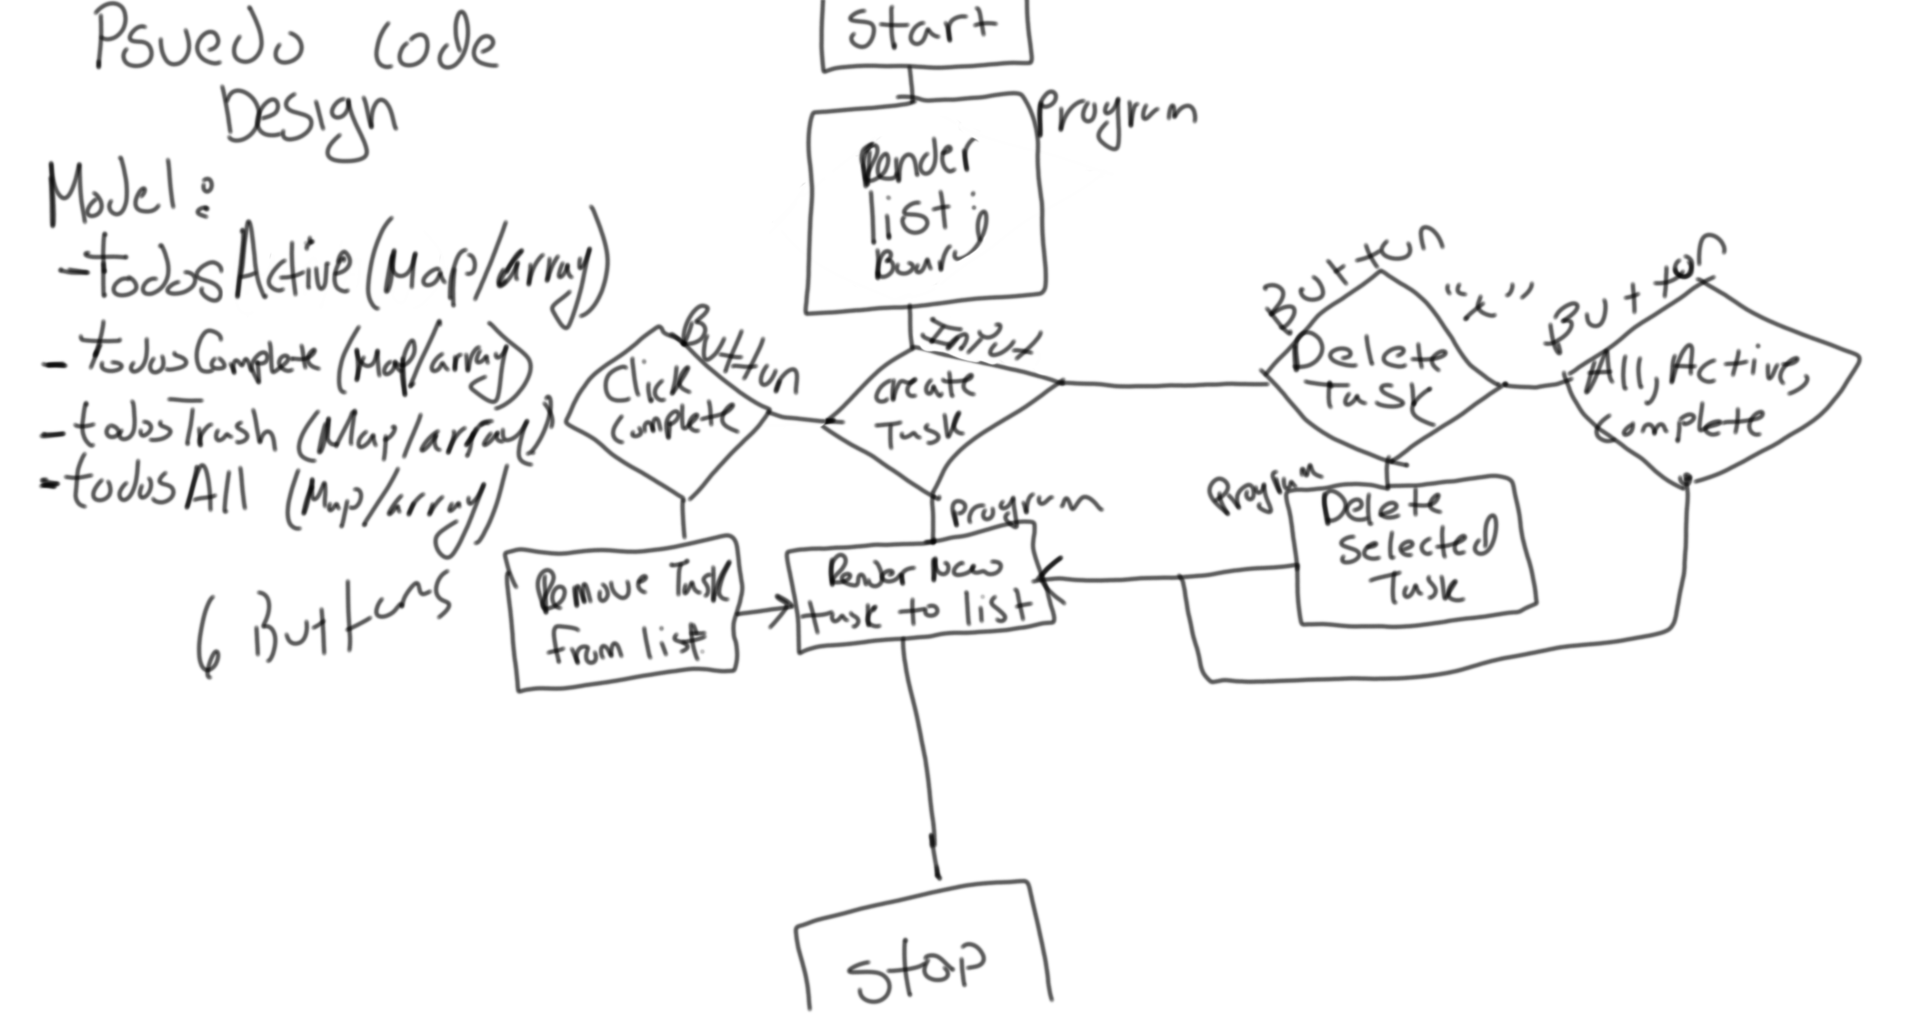 Psuedo code
Design
Model:
- todosActive (Map/array)
- todosComplete (Map/array)
- todosTrash (Map/array)
- todosAll (Map/array)
6 Buttons
Start
Program
Render
list;
Board
Button
Click
Complete
Input
create
Task
Button "x"
Delete
Task
Button
All, Active,
Complete
Remove Task
from list
Program
Render New
task to list
Program
Delete
selected
Task
Stop